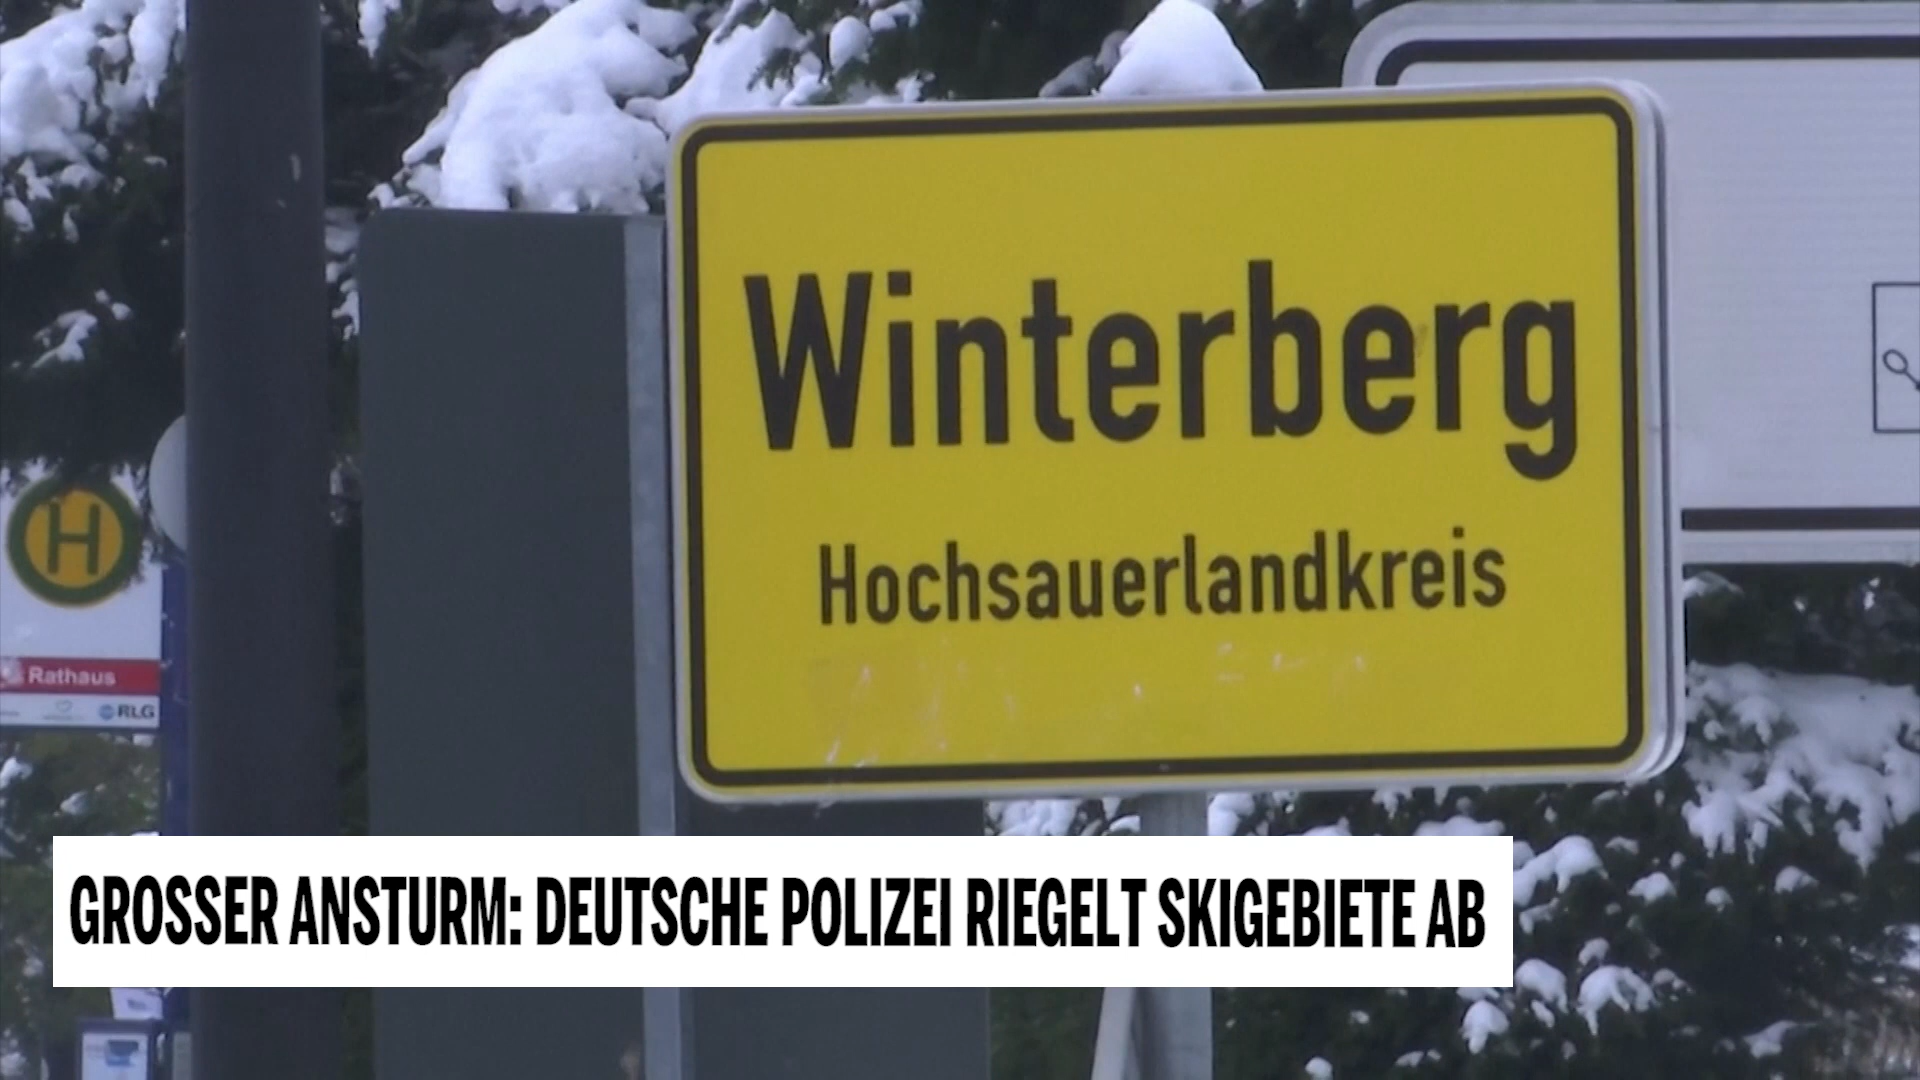 Winterberg
Hochsauerlandkreis
H
Rathaus
RLG
GROSSER ANSTURM: DEUTSCHE POLIZEI RIEGELT SKIGEBIETE AB